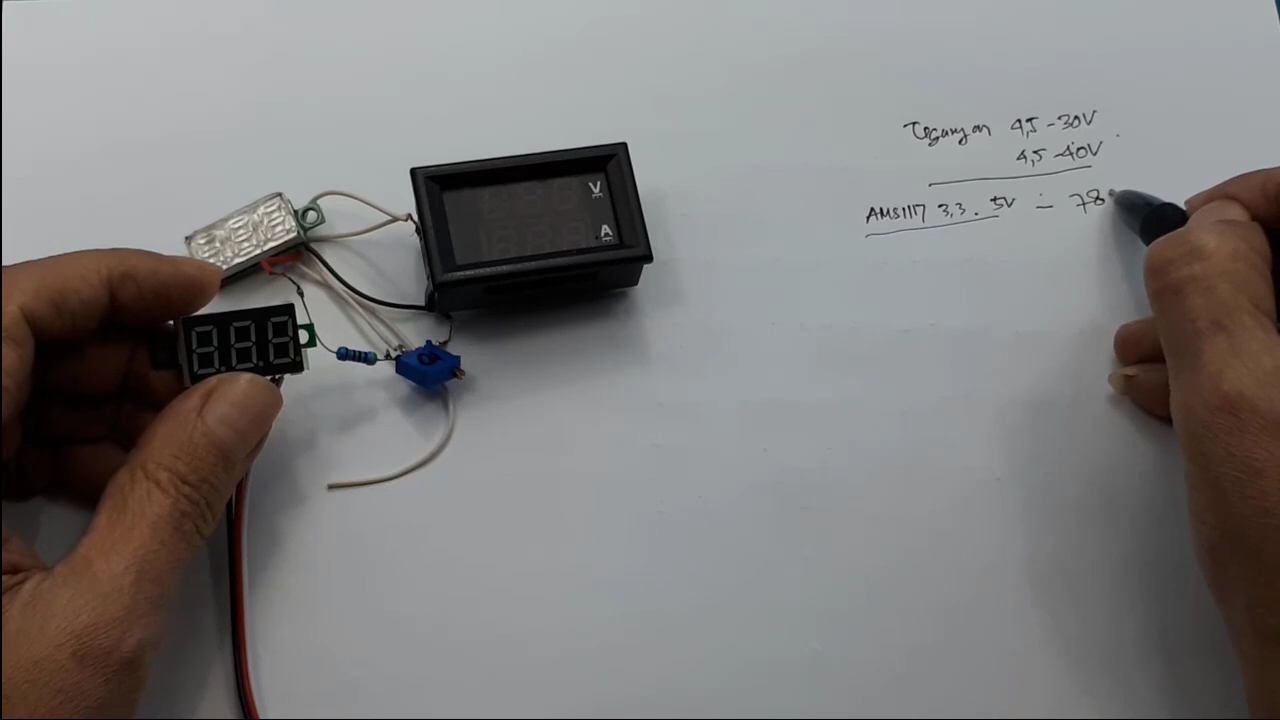 V
A
Tegangan 4,5-30V
4,5-40V
AMS1117 3,3. 5V = 78